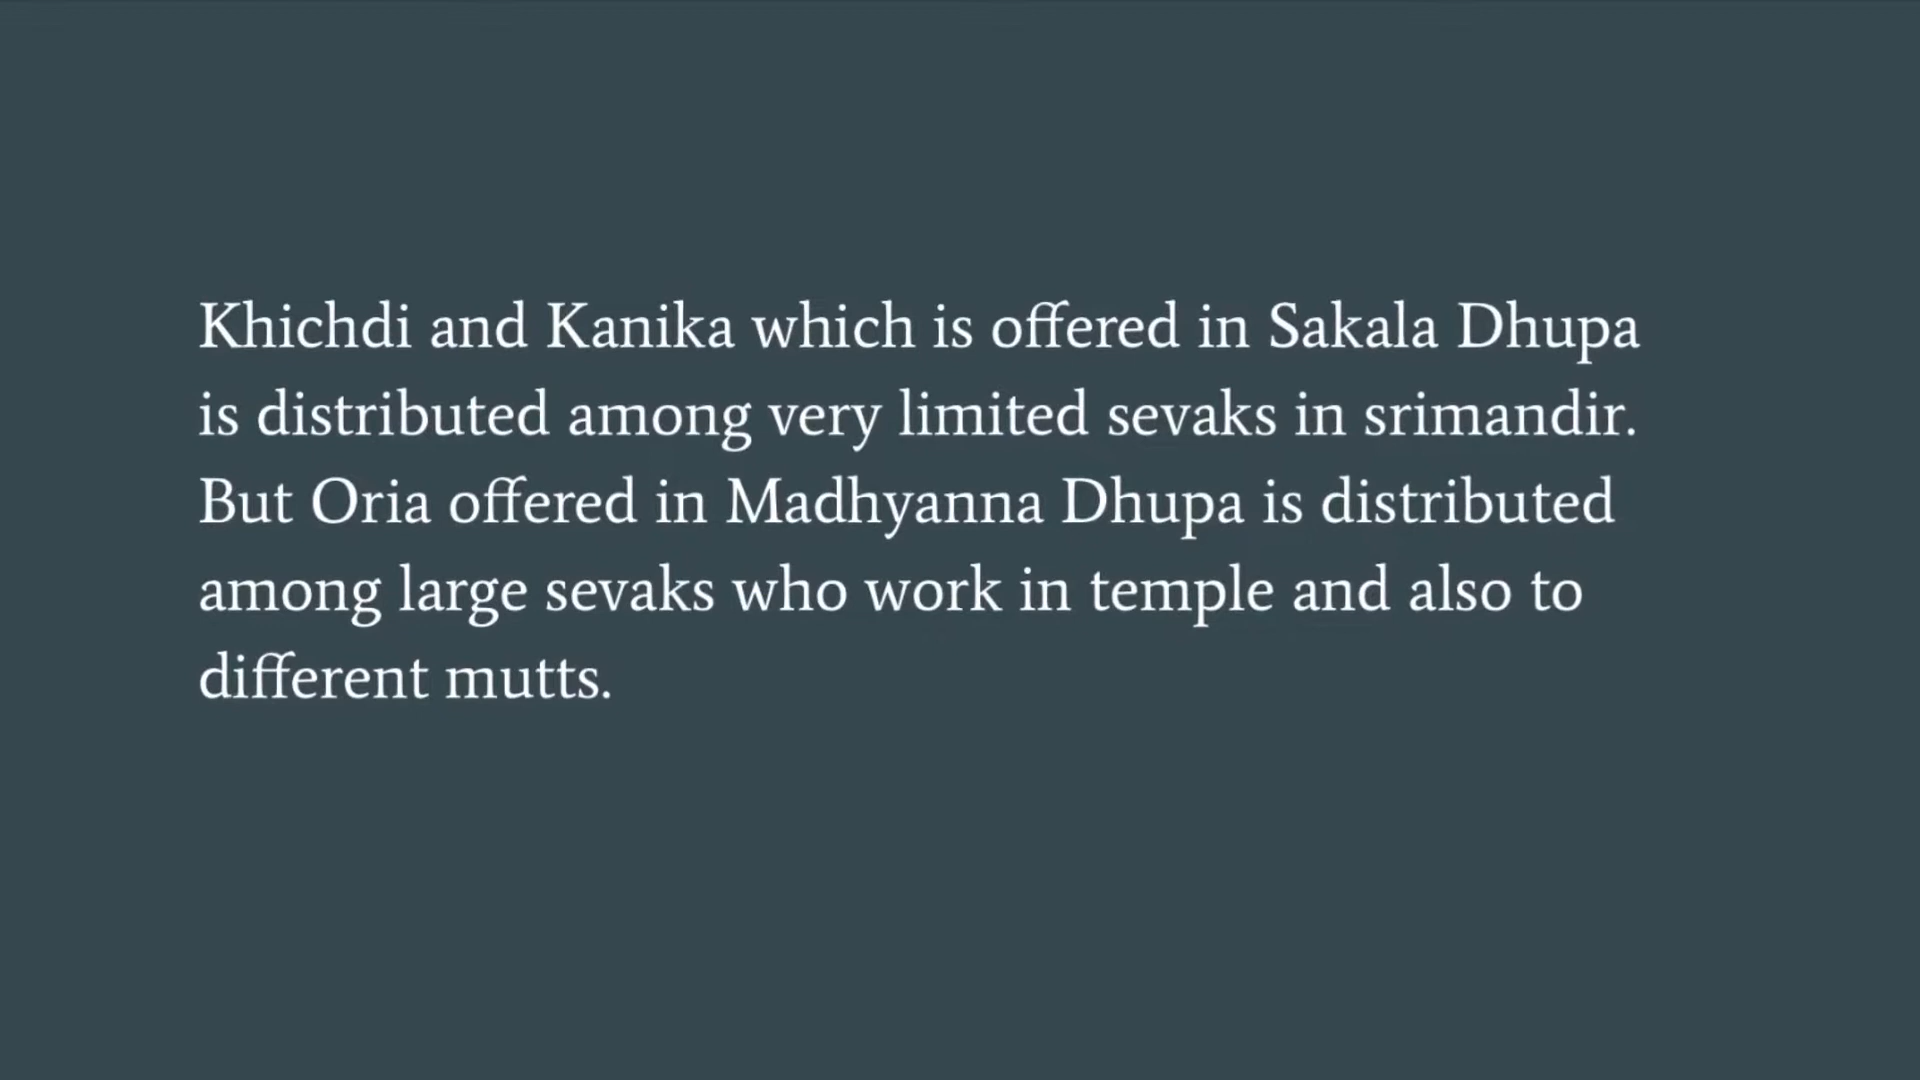 Khichdi and Kanika which is offered in Sakala Dhupa
is distributed among very limited sevaks in srimandir.
But Oria offered in Madhyanna Dhupa is distributed
among large sevaks who work in temple and also to
different mutts.